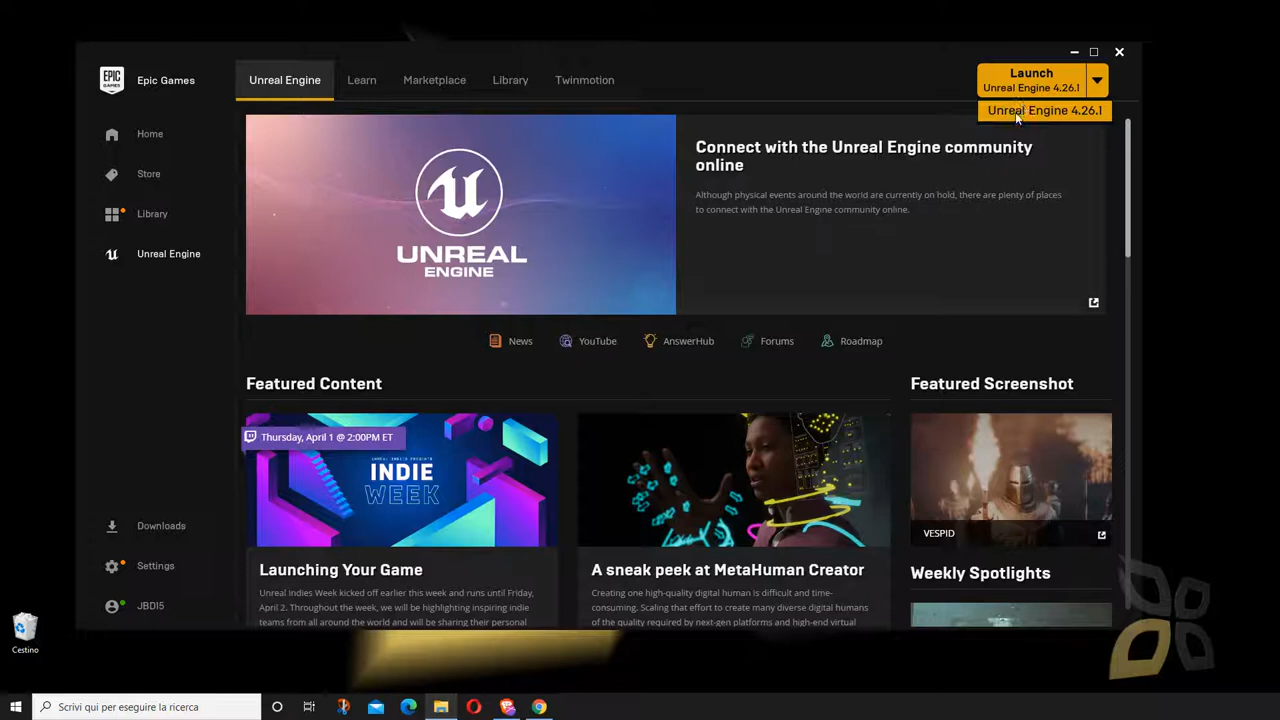 EPIC
GAMES
Epic Games
Unreal Engine
Learn
Marketplace
Library
Twinmotion
Launch
Unreal Engine 4.26.1
Unreal Engine 4.26.1
Home
Store
Library
Unreal Engine
UNREAL
ENGINE
Connect with the Unreal Engine community
online
Although physical events around the world are currently on hold, there are plenty of places
to connect with the Unreal Engine community online.
News
YouTube
AnswerHub
Forums
Roadmap
Featured Content
Featured Screenshot
Thursday, April 1 @ 2:00PM ET
UNREAL INDIES PRESENTS
INDIE
WEEK
VESPID
Launching Your Game
Unreal Indies Week kicked off earlier this week and runs until Friday,
April 2. Throughout the week, we will be highlighting inspiring indie
teams from all around the world and will be sharing their personal
A sneak peek at MetaHuman Creator
Creating one high-quality digital human is difficult and time-
consuming. Scaling that effort to create many diverse digital humans
of the quality required by next-gen platforms and high-end virtual
Weekly Spotlights
Downloads
Settings
JBD15
Cestino
Scrivi qui per eseguire la ricerca